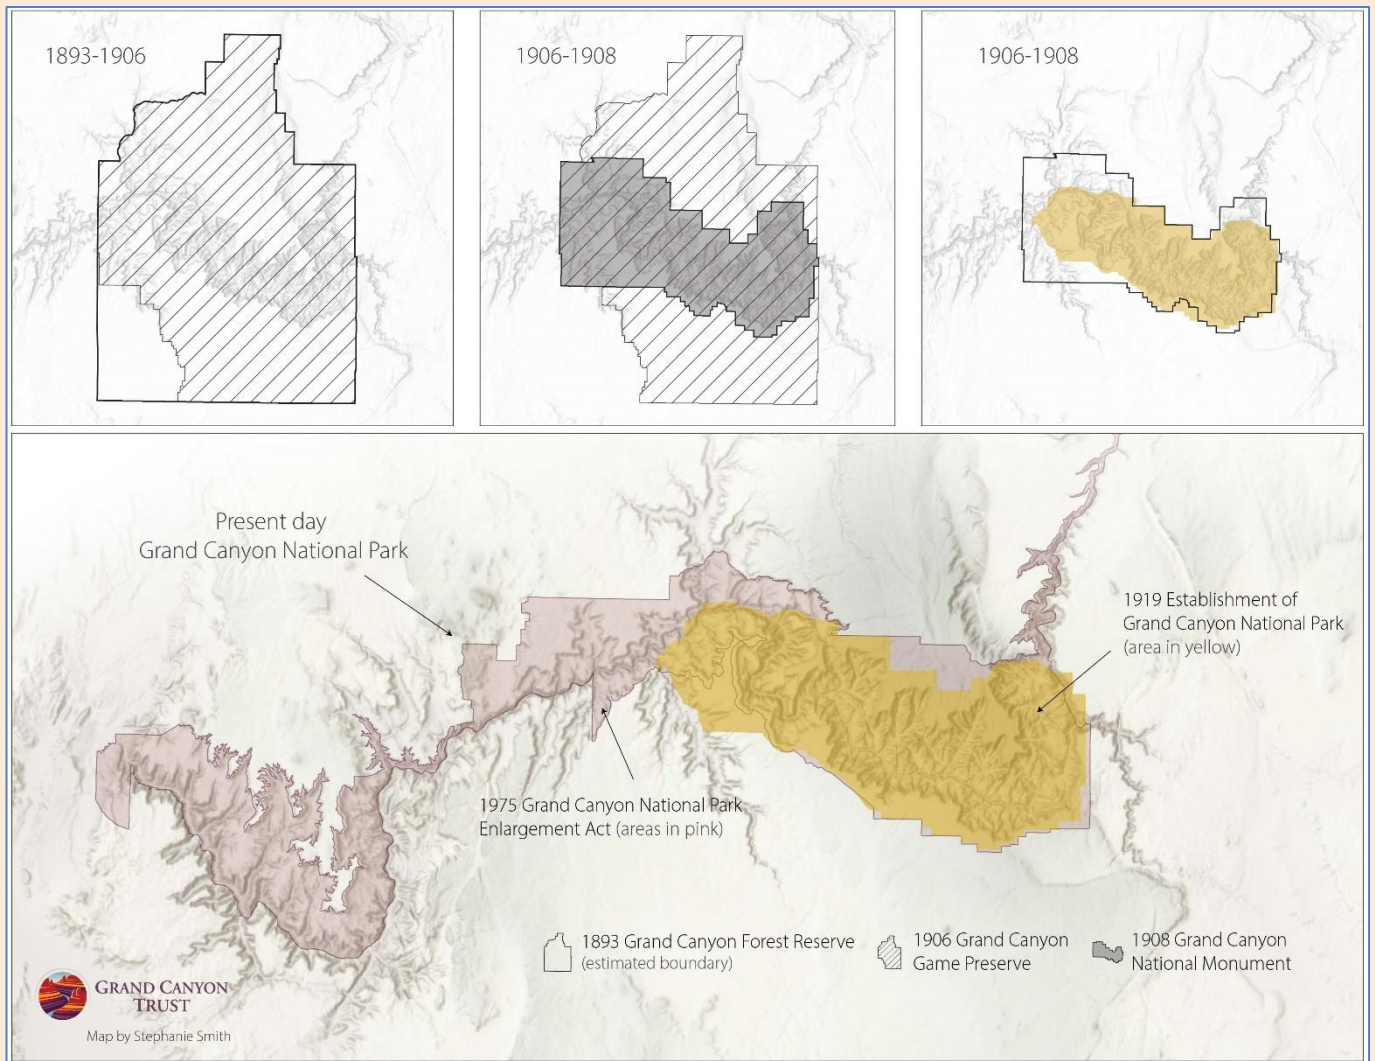 1893-1906
1906-1908
1906-1908
Present day
Grand Canyon National Park
1919 Establishment of
Grand Canyon National Park
(area in yellow)
1975 Grand Canyon National Park
Enlargement Act (areas in pink)
1893 Grand Canyon Forest Reserve
(estimated boundary)
1906 Grand Canyon
Game Preserve
1908 Grand Canyon
National Monument
GRAND CANYON
TRUST
Map by Stephanie Smith